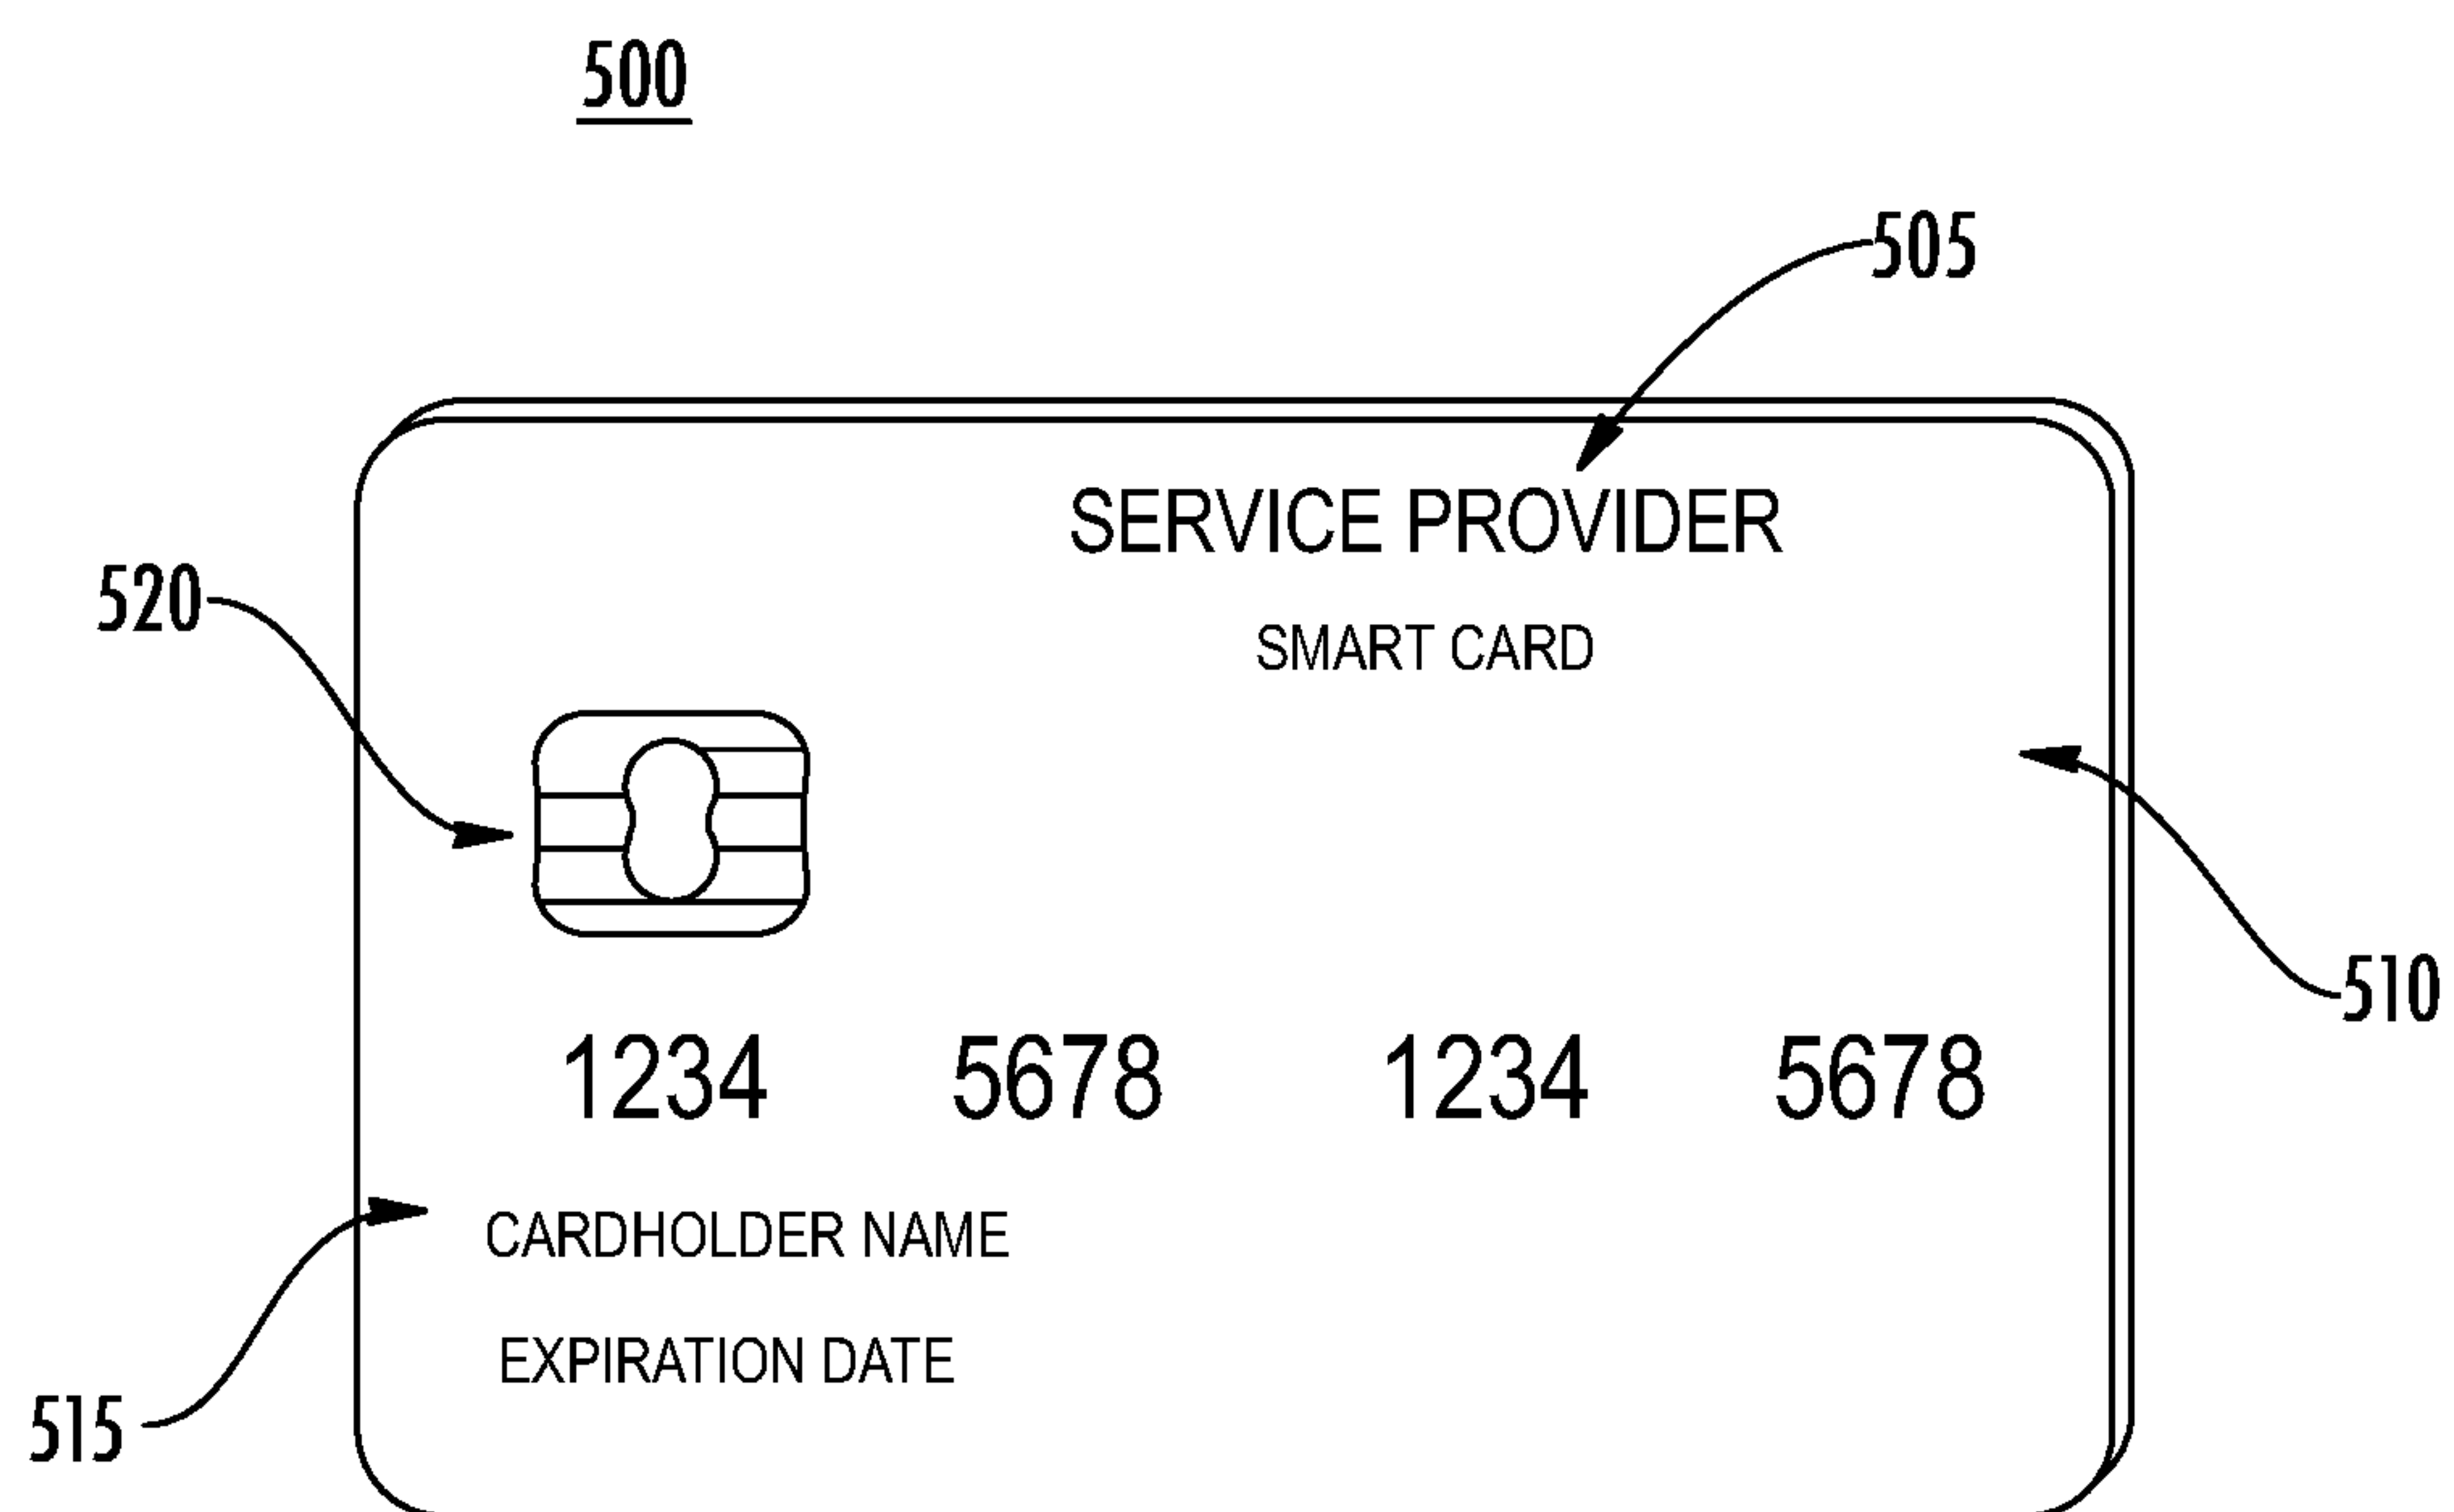 500
505
SERVICE PROVIDER
520
SMART CARD
510
1234 5678 1234 5678
CARDHOLDER NAME
EXPIRATION DATE
515